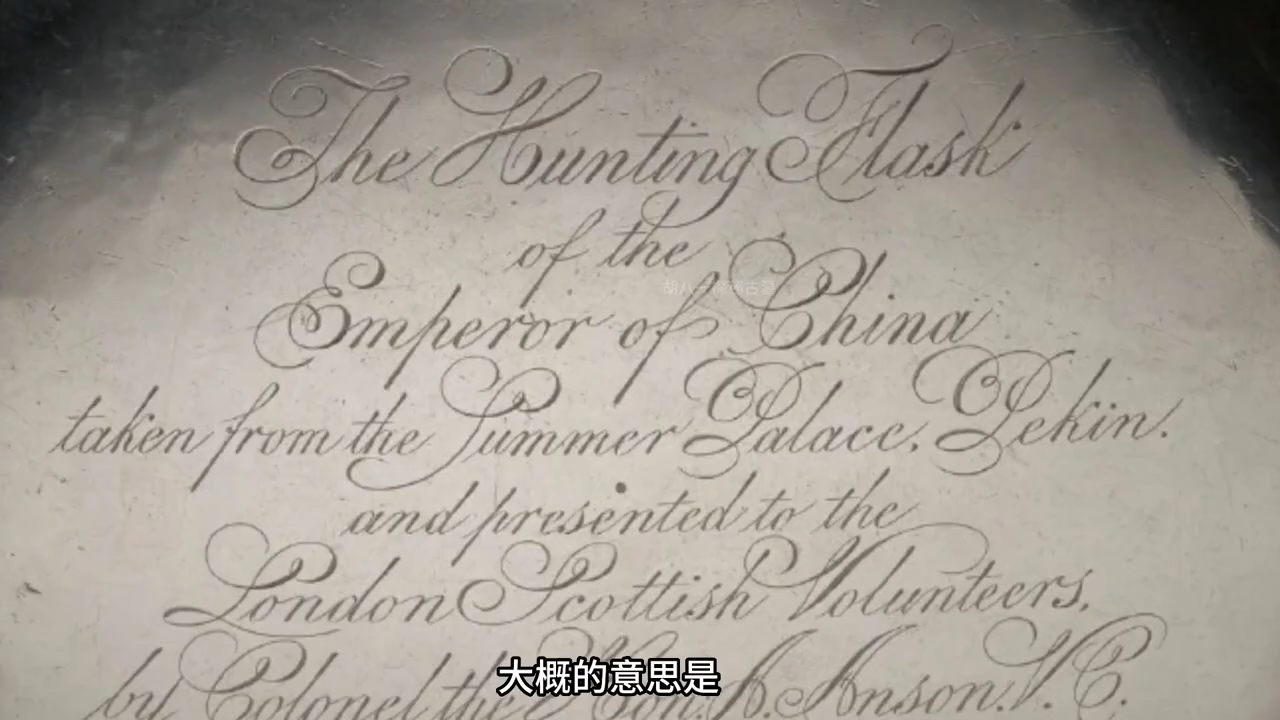 The Hunting Flask
of the
Emperor of China
taken from the Summer Palace, Pekin.
and presented to the
London Scottish Volunteers,
by Colonel the Hon. A. Anson. V.C.
大概的意思是